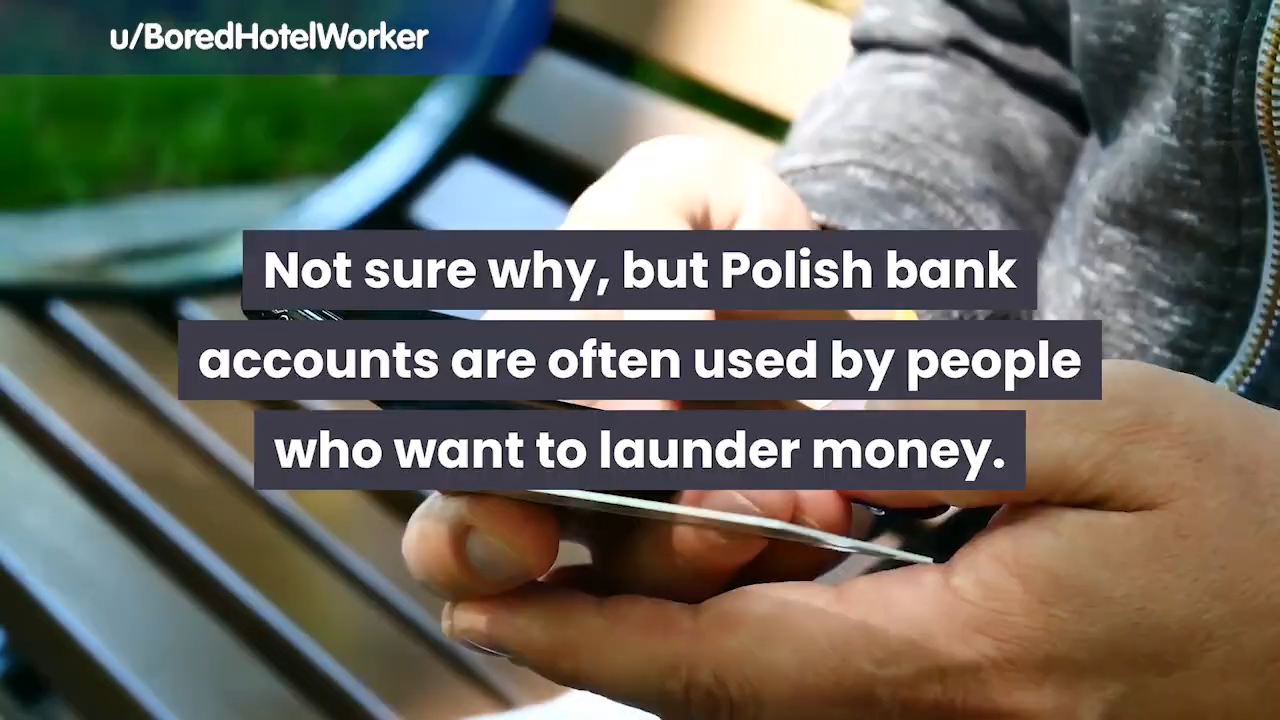 u/BoredHotelWorker
Not sure why, but Polish bank
accounts are often used by people
who want to launder money.